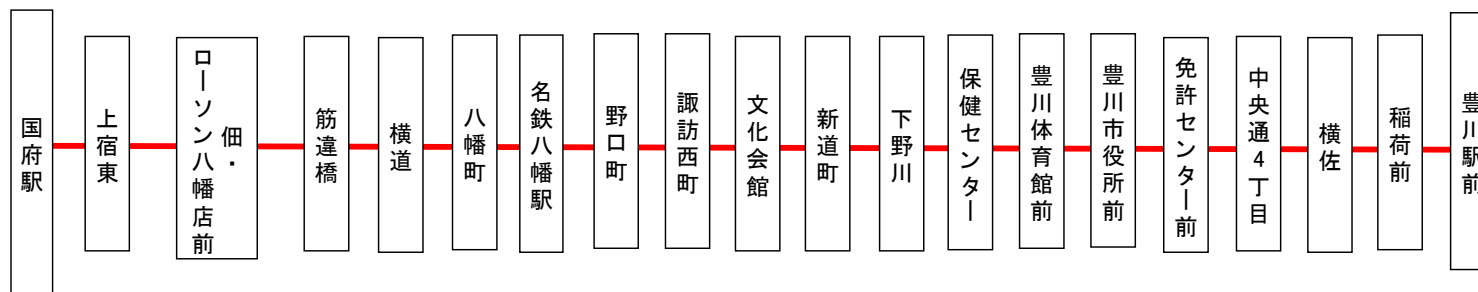 国府駅
上宿東
佃・
ローソン八幡店前
筋違橋
横道
八幡町
名鉄八幡駅
野口町
諏訪西町
文化会館
新道町
下野川
保健センター
豊川体育館前
豊川市役所前
免許センター前
中央通4丁目
横佐
稲荷前
豊川駅前